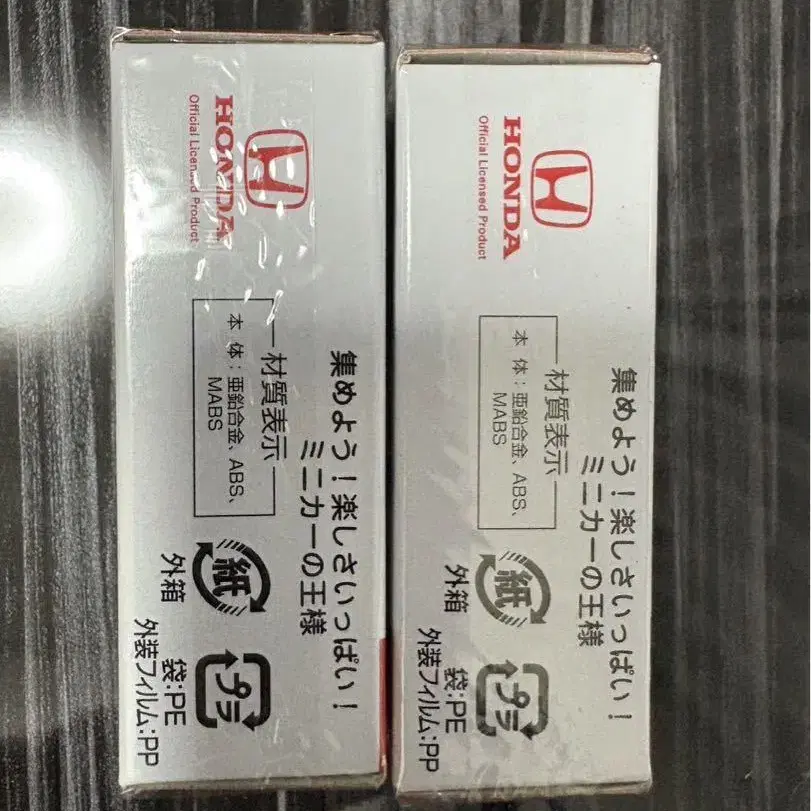 HONDA
Official Licensed Product
集めよう!楽しさいっぱい!
ミニカーの王様
材質表示
本 体:亜鉛合金、ABS、
MABS
紙
外箱
プラ
袋:PE
外装フィルム:PP
HONDA
Official Licensed Product
集めよう!楽しさいっぱい!
ミニカーの王様
材質表示
本 体:亜鉛合金、ABS、
MABS
紙
外箱
プラ
袋:PE
外装フィルム:PP